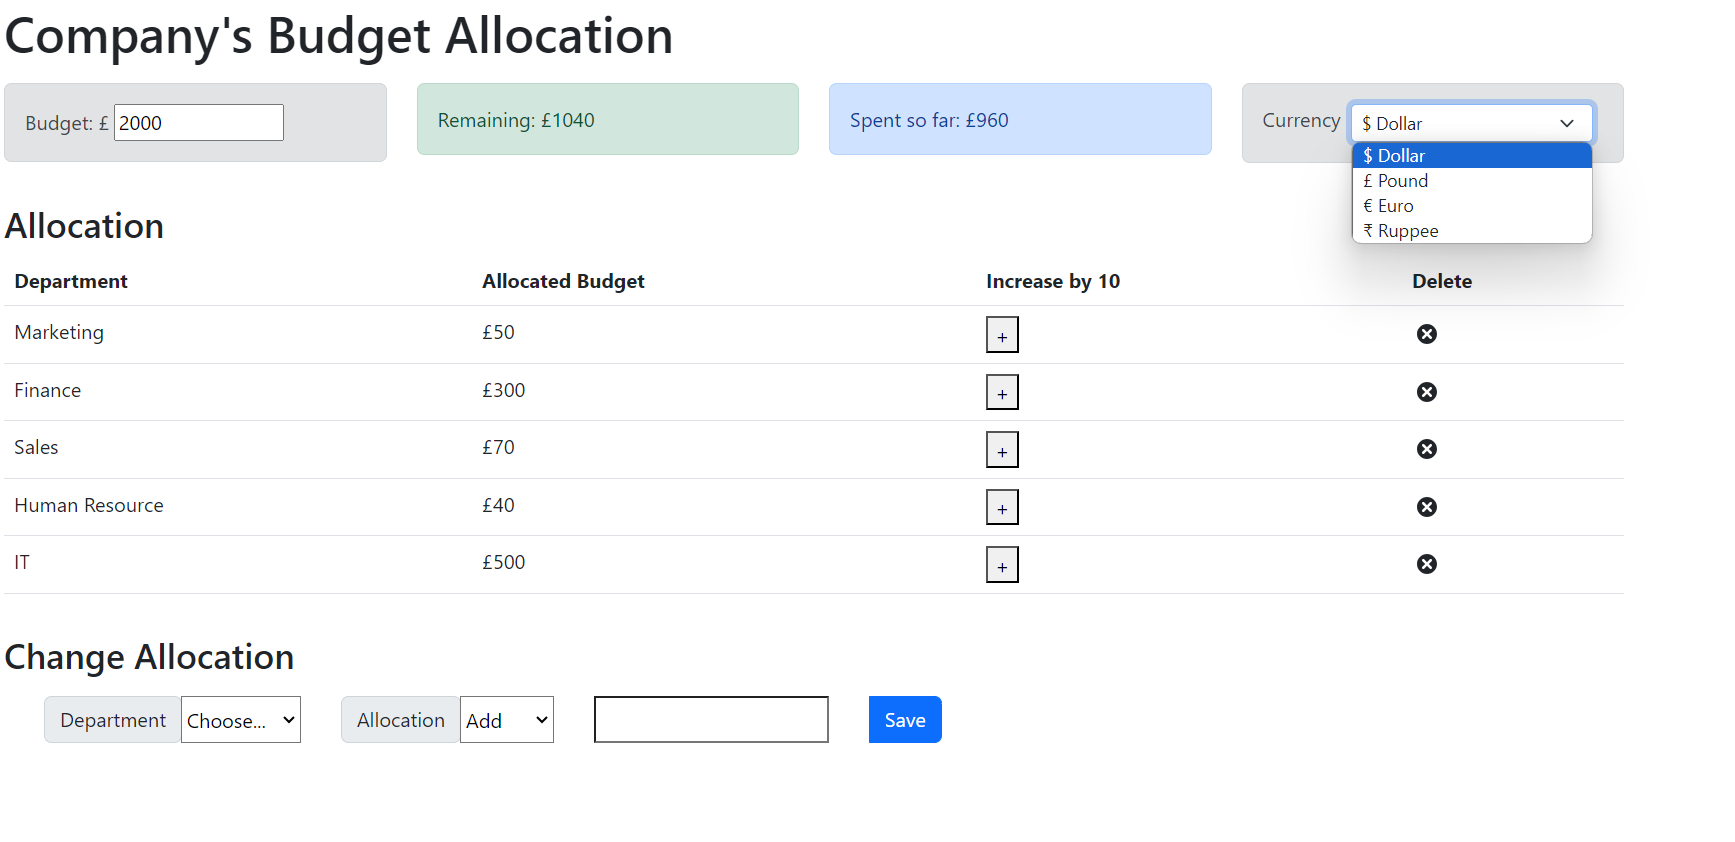 Company's Budget Allocation
Budget: £ 2000
Remaining: £1040
Spent so far: £960
Currency $ Dollar
$ Dollar
£ Pound
€ Euro
₹ Ruppee
Allocation
Department Allocated Budget Increase by 10 Delete
Marketing £50 +
Finance £300 +
Sales £70 +
Human Resource £40 +
IT £500 +
Change Allocation
Department Choose... Allocation Add Save